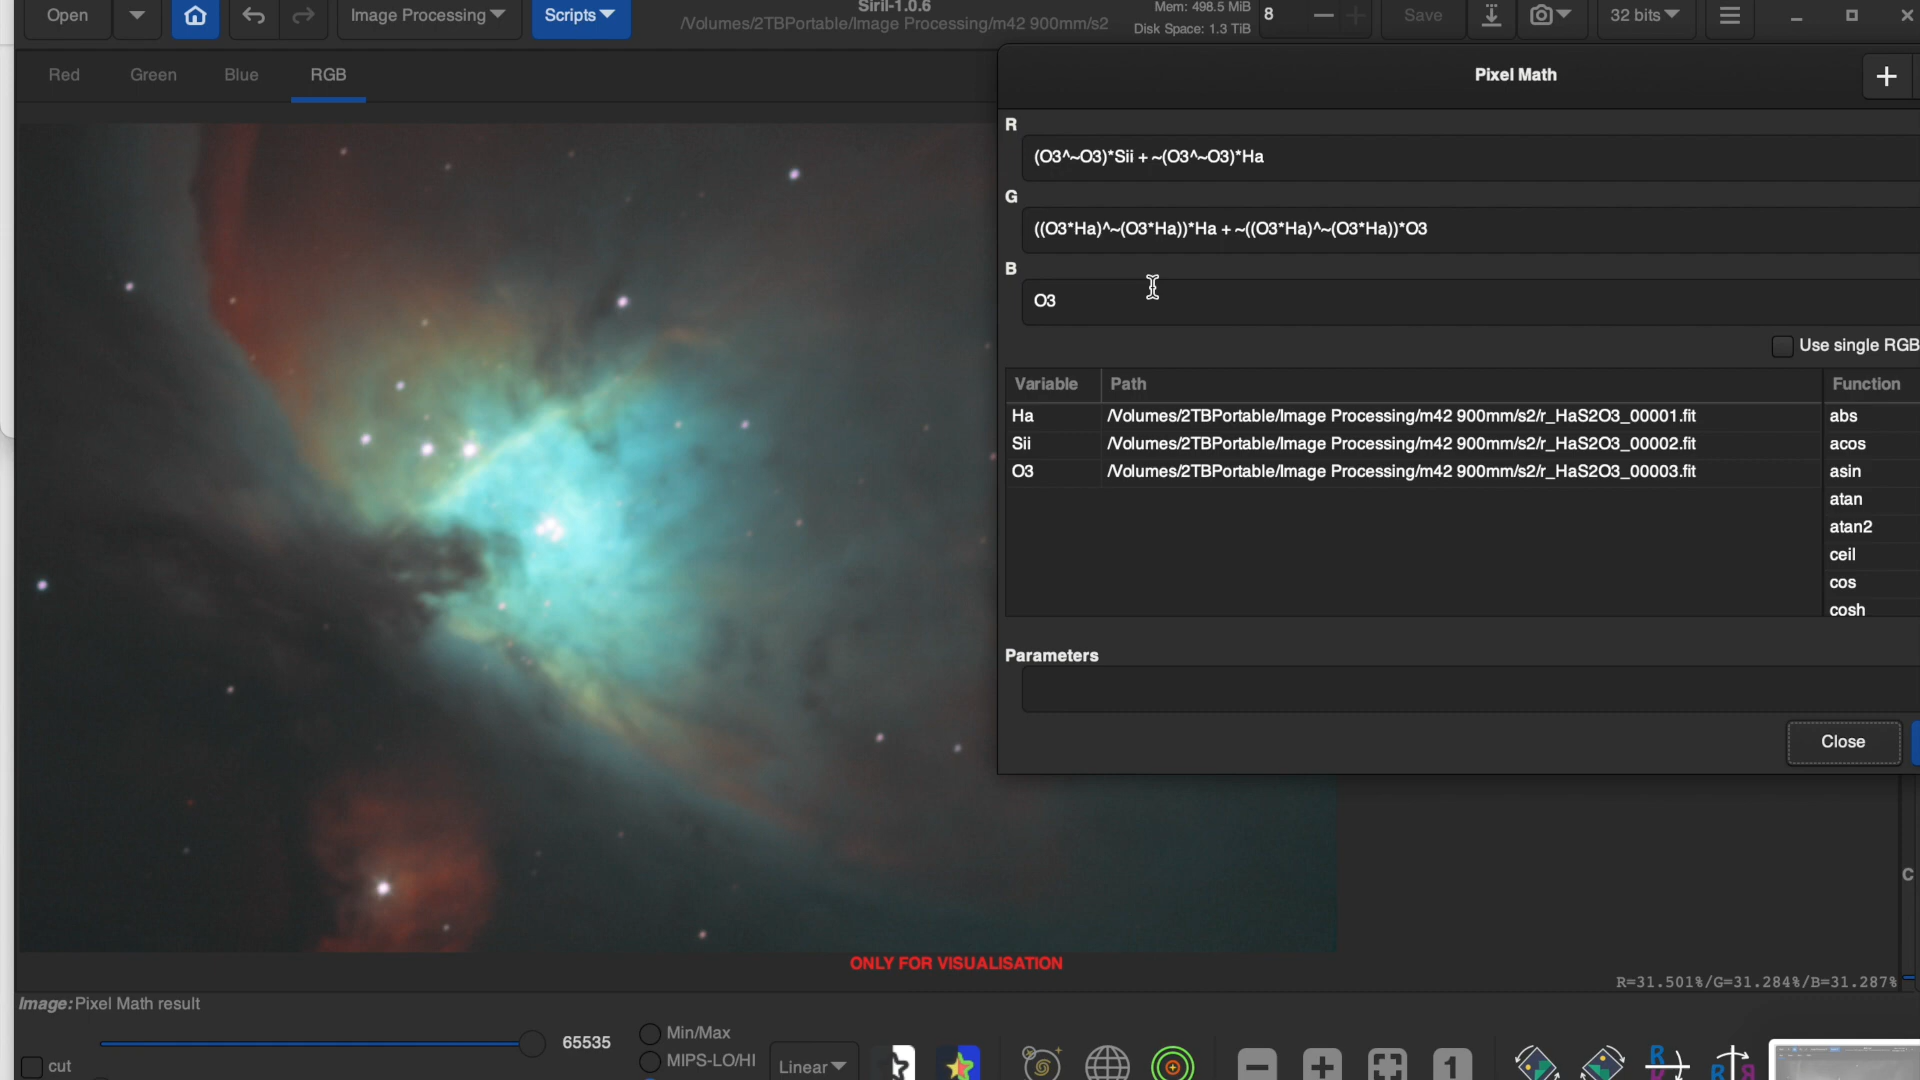 Open
Image Processing
Scripts
Siril-1.0.6
/Volumes/2TBPortable/Image Processing/m42 900mm/s2
Mem: 498.5 MiB
Disk Space: 1.3 TiB
8
Save
32 bits
Red
Green
Blue
RGB
Pixel Math
R
(O3^~O3)*Sii + ~(O3^~O3)*Ha
G
((O3*Ha)^~(O3*Ha))*Ha + ~((O3*Ha)^~(O3*Ha))*O3
B
O3
Use single RGB
Variable Path Function
Ha /Volumes/2TBPortable/Image Processing/m42 900mm/s2/r_HaS2O3_00001.fit abs
Sii /Volumes/2TBPortable/Image Processing/m42 900mm/s2/r_HaS2O3_00002.fit acos
O3 /Volumes/2TBPortable/Image Processing/m42 900mm/s2/r_HaS2O3_00003.fit asin
atan
atan2
ceil
cos
cosh
Parameters
Close
C
ONLY FOR VISUALISATION
R=31.501%/G=31.284%/B=31.287%
Image: Pixel Math result
65535
Min/Max
cut
MIPS-LO/HI
Linear
1
R
R R